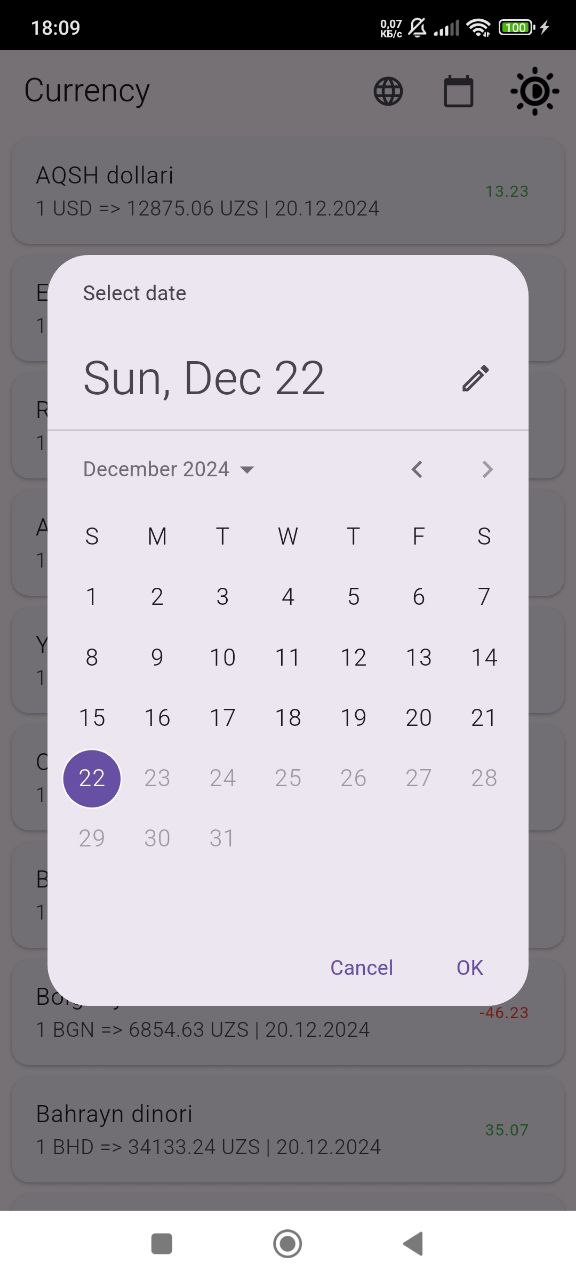 18:09
0,07 КБ/с
100
Currency
AQSH dollari
13.23
1 USD => 12875.06 UZS | 20.12.2024
E
1
R
1
A
1
Y
1
1
B
1
Select date
Sun, Dec 22
December 2024
S M T W T F S
1 2 3 4 5 6 7
8 9 10 11 12 13 14
15 16 17 18 19 20 21
22 23 24 25 26 27 28
29 30 31
Cancel OK
-46.23
1 BGN => 6854.63 UZS | 20.12.2024
Bahrayn dinori
35.07
1 BHD => 34133.24 UZS | 20.12.2024